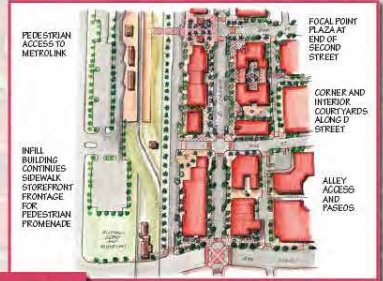 PEDESTRIAN
ACCESS TO
METROLINK
INFILL
BUILDING
CONTINUES
SIDEWALK
STOREFRONT
FRONTAGE
FOR
PEDESTRIAN
PROMENADE
FOCAL POINT
PLAZA AT
END OF
SECOND
STREET
CORNER AND
INTERIOR
COURTYARDS
ALONG D
STREET
ALLEY
ACCESS
AND
PASEOS